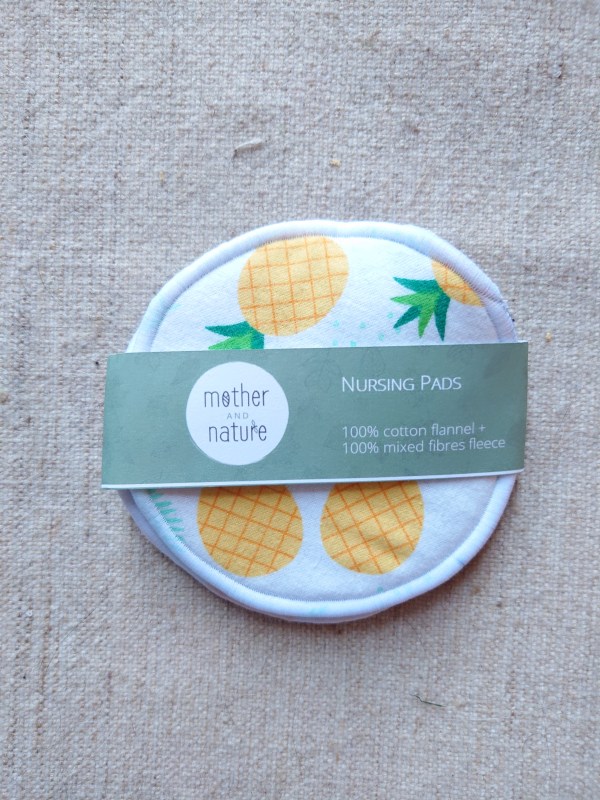 mother
AND
nature
NURSING PADS
100% cotton flannel +
100% mixed fibres fleece